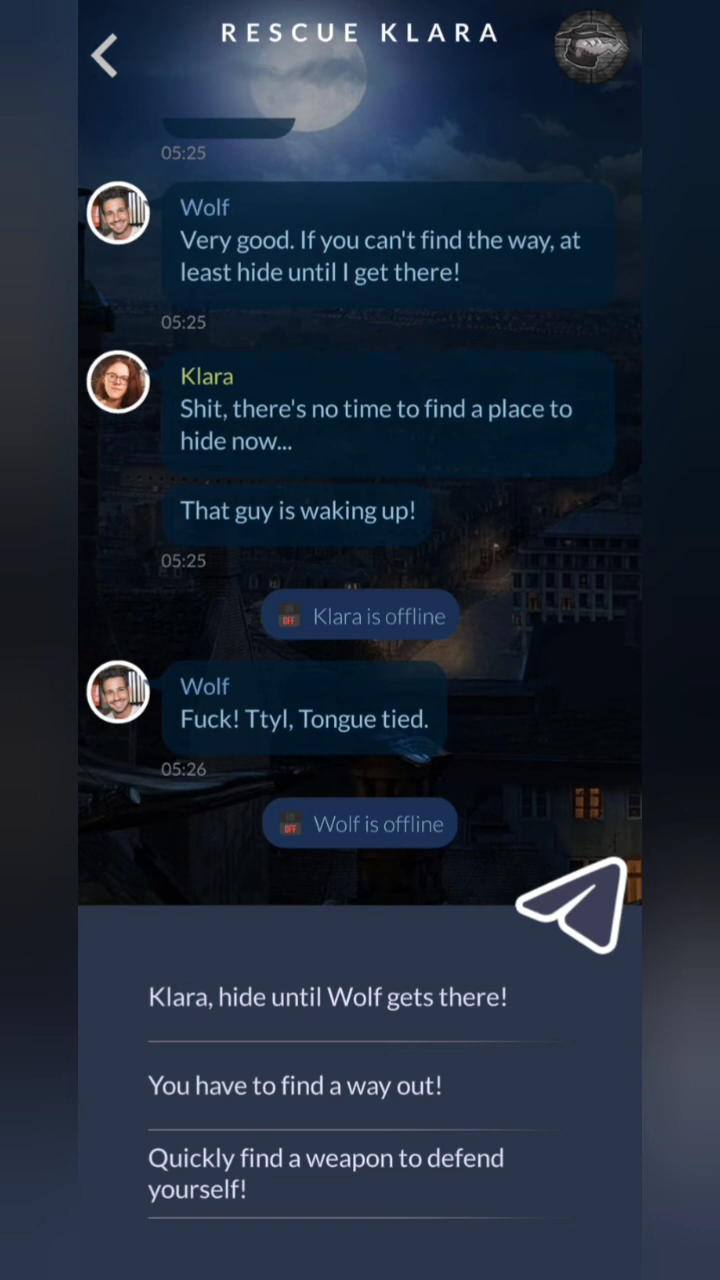 RESCUE KLARA
05:25
Wolf
Very good. If you can't find the way, at
least hide until I get there!
05:25
Klara
Shit, there's no time to find a place to
hide now...
That guy is waking up!
05:25
OFF Klara is offline
Wolf
Fuck! Ttyl, Tongue tied.
05:26
OFF Wolf is offline
Klara, hide until Wolf gets there!
You have to find a way out!
Quickly find a weapon to defend
yourself!